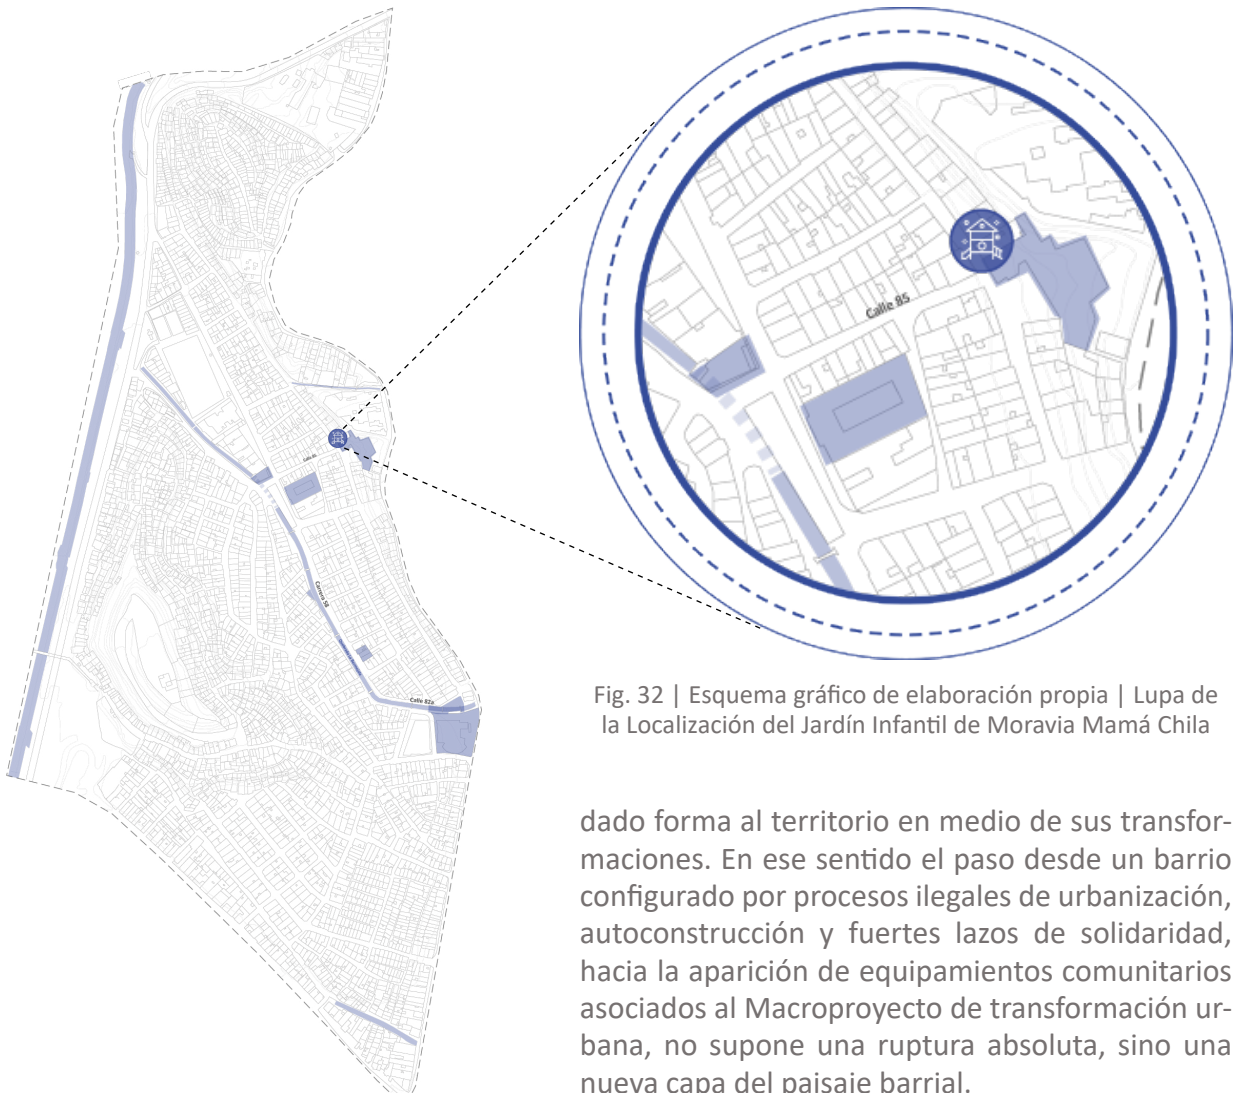 Calle 85
Calle 85
Carrera 58
Calle 82a
Fig. 32 | Esquema gráfico de elaboración propia | Lupa de
la Localización del Jardín Infantil de Moravia Mamá Chila
dado forma al territorio en medio de sus transfor-
maciones. En ese sentido el paso desde un barrio
configurado por procesos ilegales de urbanización,
autoconstrucción y fuertes lazos de solidaridad,
hacia la aparición de equipamientos comunitarios
asociados al Macroproyecto de transformación ur-
bana, no supone una ruptura absoluta, sino una
nueva capa del paisaje barrial.